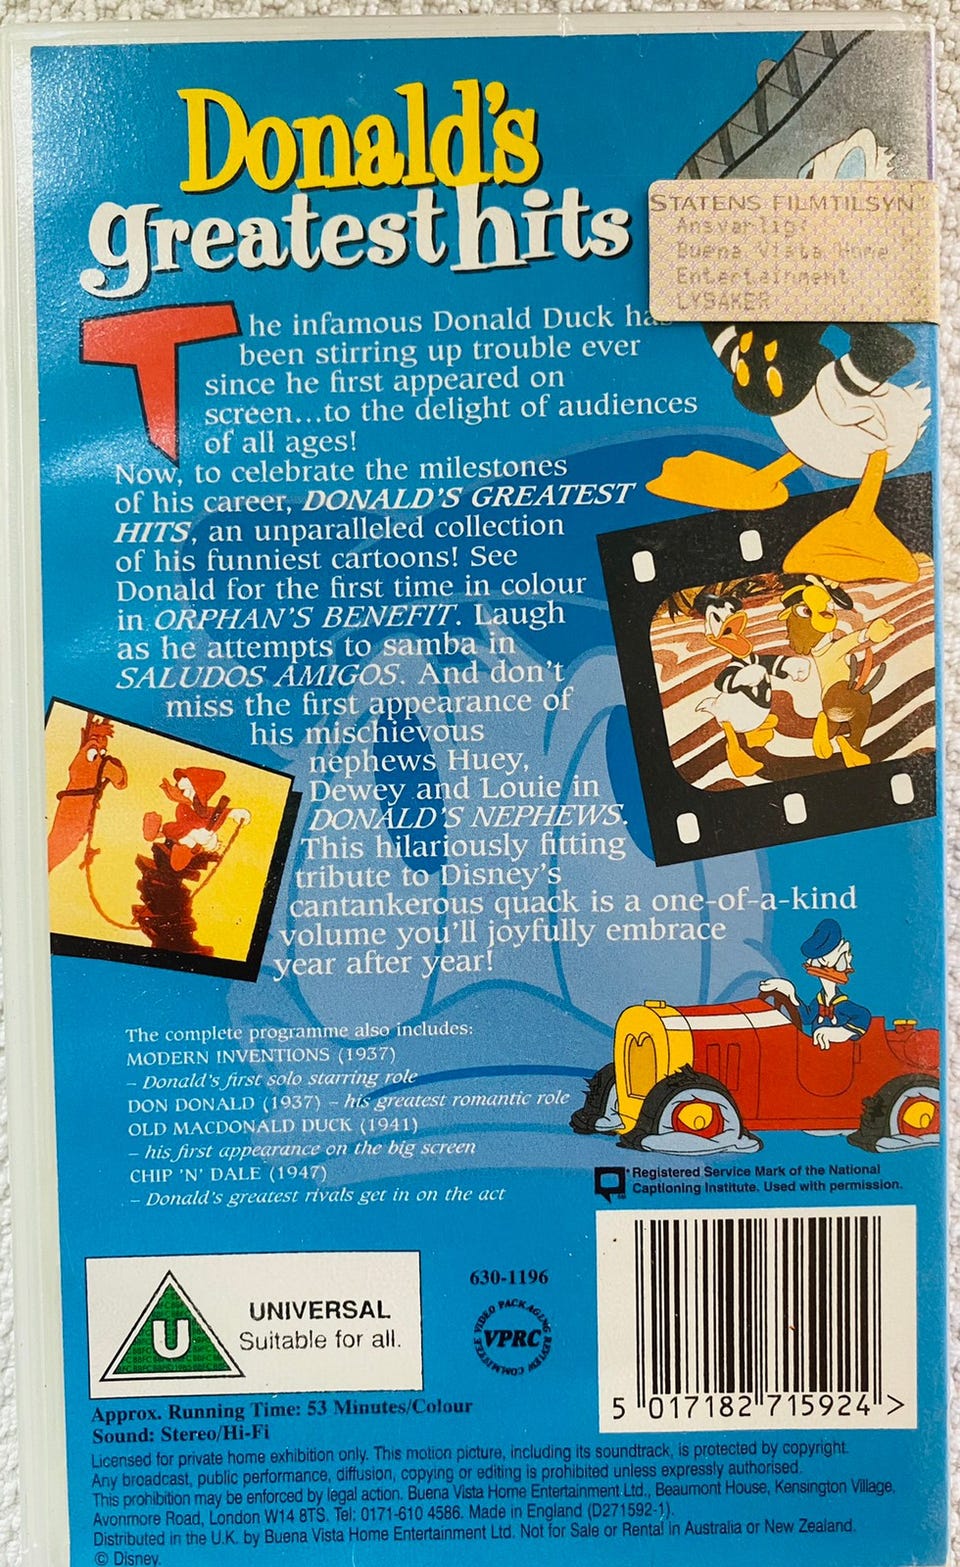 Donald's
greatest hits
STATENS FILMTILSYN
Ansvarlig:
Buena Vista Home
Entertainment
LYSAKER
The infamous Donald Duck has
been stirring up trouble ever
since he first appeared on
screen...to the delight of audiences
of all ages!
Now, to celebrate the milestones
of his career, DONALD'S GREATEST
HITS, an unparalleled collection
of his funniest cartoons! See
Donald for the first time in colour
in ORPHAN'S BENEFIT. Laugh
as he attempts to samba in
SALUDOS AMIGOS. And don't
miss the first appearance of
his mischievous
nephews Huey,
Dewey and Louie in
DONALD'S NEPHEWS.
This hilariously fitting
tribute to Disney's
cantankerous quack is a one-of-a-kind
volume you'll joyfully embrace
year after year!
The complete programme also includes:
MODERN INVENTIONS (1937)
– Donald's first solo starring role
DON DONALD (1937) – his greatest romantic role
OLD MACDONALD DUCK (1941)
– his first appearance on the big screen
CHIP 'N' DALE (1947)
– Donald's greatest rivals get in on the act
Registered Service Mark of the National
Captioning Institute. Used with permission.
U
UNIVERSAL
Suitable for all.
630-1196
VIDEO PACKAGING REVIEW COMMITTEE
VPRC
5 017182 715924 >
Approx. Running Time: 53 Minutes/Colour
Sound: Stereo/Hi-Fi
Licensed for private home exhibition only. This motion picture, including its soundtrack, is protected by copyright.
Any broadcast, public performance, diffusion, copying or editing is prohibited unless expressly authorised.
This prohibition may be enforced by legal action. Buena Vista Home Entertainment Ltd., Beaumont House, Kensington Village,
Avonmore Road, London W14 8TS. Tel: 0171-610 4586. Made in England (D271592-1).
Distributed in the U.K. by Buena Vista Home Entertainment Ltd. Not for Sale or Rental in Australia or New Zealand.
© Disney.